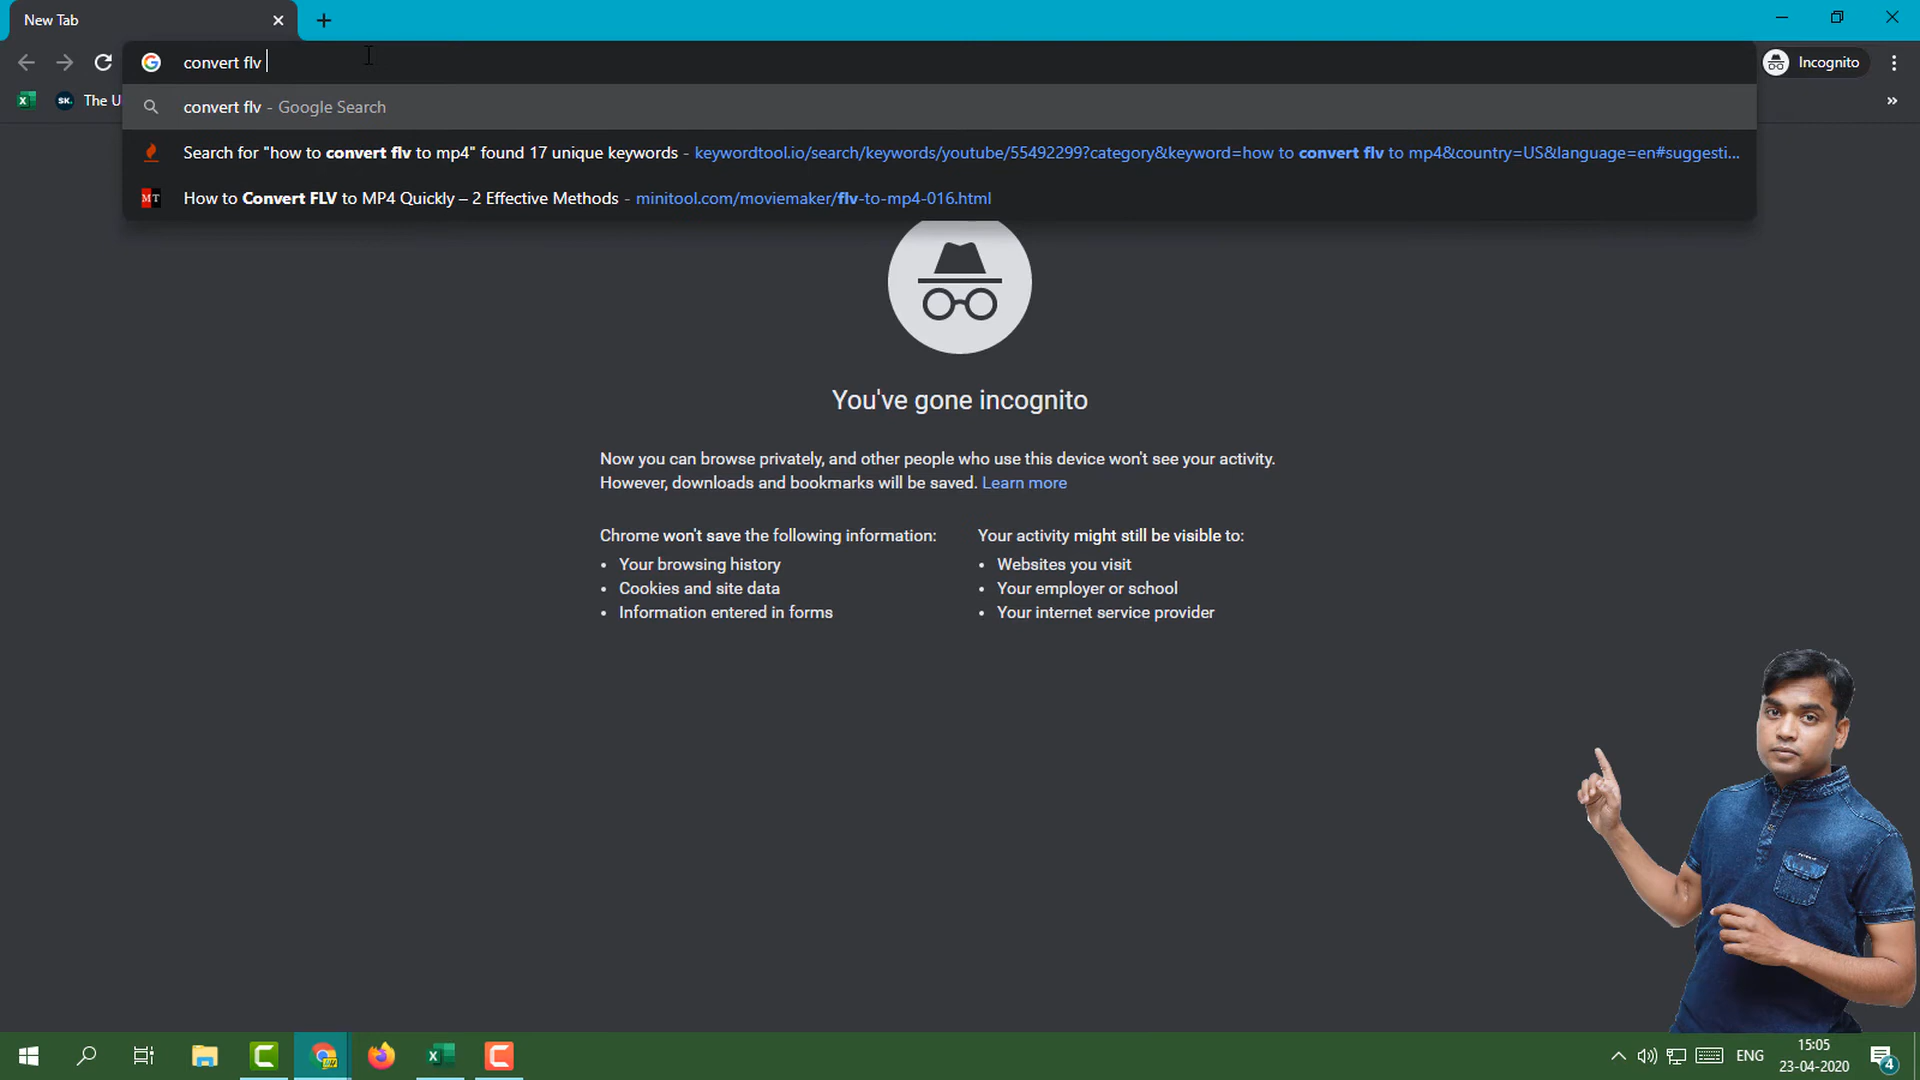 New Tab
convert flv
Incognito
The U
convert flv - Google Search
Search for "how to convert flv to mp4" found 17 unique keywords - keywordtool.io/search/keywords/youtube/55492299?category&keyword=how to convert flv to mp4&country=US&language=en#suggesti...
How to Convert FLV to MP4 Quickly – 2 Effective Methods - minitool.com/moviemaker/flv-to-mp4-016.html
You've gone incognito
Now you can browse privately, and other people who use this device won't see your activity.
However, downloads and bookmarks will be saved. Learn more
Chrome won't save the following information:
• Your browsing history
• Cookies and site data
• Information entered in forms
Your activity might still be visible to:
• Websites you visit
• Your employer or school
• Your internet service provider
ENG
15:05
23-04-2020
4
SK.
MT